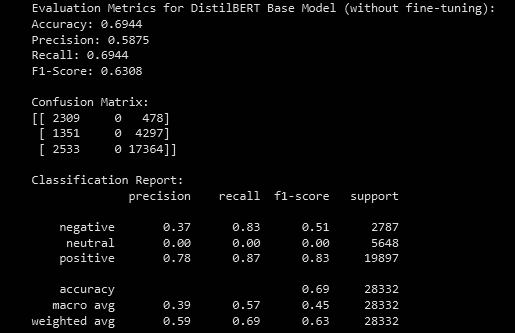 Evaluation Metrics for DistilBERT Base Model (without fine-tuning):
Accuracy: 0.6944
Precision: 0.5875
Recall: 0.6944
F1-Score: 0.6308

Confusion Matrix:
[[ 2309     0   478]
 [ 1351     0  4297]
 [ 2533     0 17364]]

Classification Report:
              precision    recall  f1-score   support

    negative       0.37      0.83      0.51      2787
     neutral       0.00      0.00      0.00      5648
    positive       0.78      0.87      0.83     19897

    accuracy                           0.69     28332
   macro avg       0.39      0.57      0.45     28332
weighted avg       0.59      0.69      0.63     28332